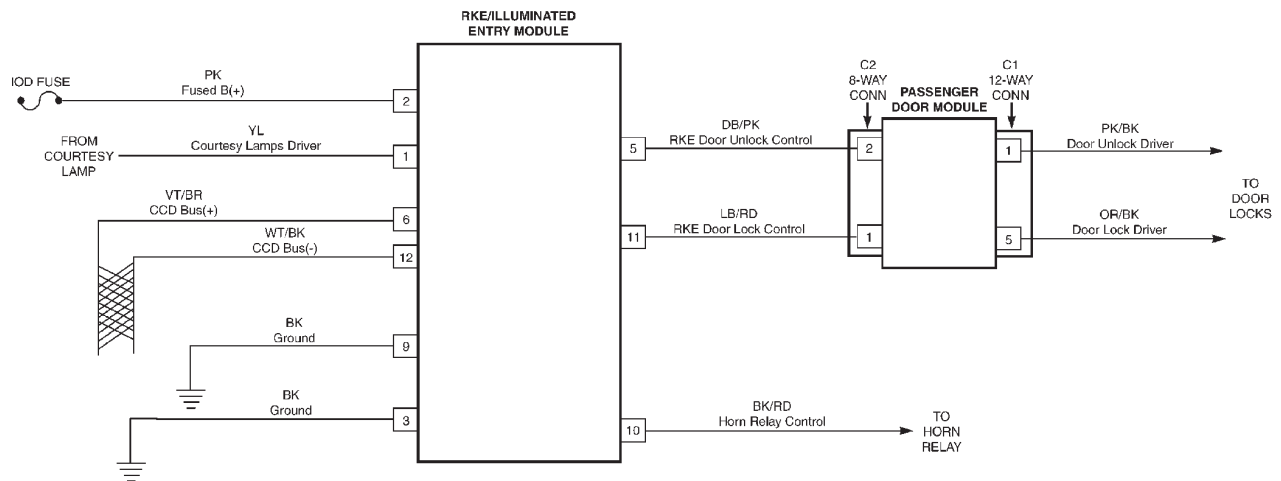 RKE/ILLUMINATED
ENTRY MODULE
IOD FUSE
PK
Fused B(+)
2
FROM
COURTESY
LAMP
YL
Courtesy Lamps Driver
1
VT/BR
CCD Bus(+)
6
WT/BK
CCD Bus(-)
12
BK
Ground
9
BK
Ground
3
5
DB/PK
RKE Door Unlock Control
11
LB/RD
RKE Door Lock Control
10
BK/RD
Horn Relay Control
TO
HORN
RELAY
C2
8-WAY
CONN
PASSENGER
DOOR MODULE
C1
12-WAY
CONN
2
1
1
5
PK/BK
Door Unlock Driver
OR/BK
Door Lock Driver
TO
DOOR
LOCKS